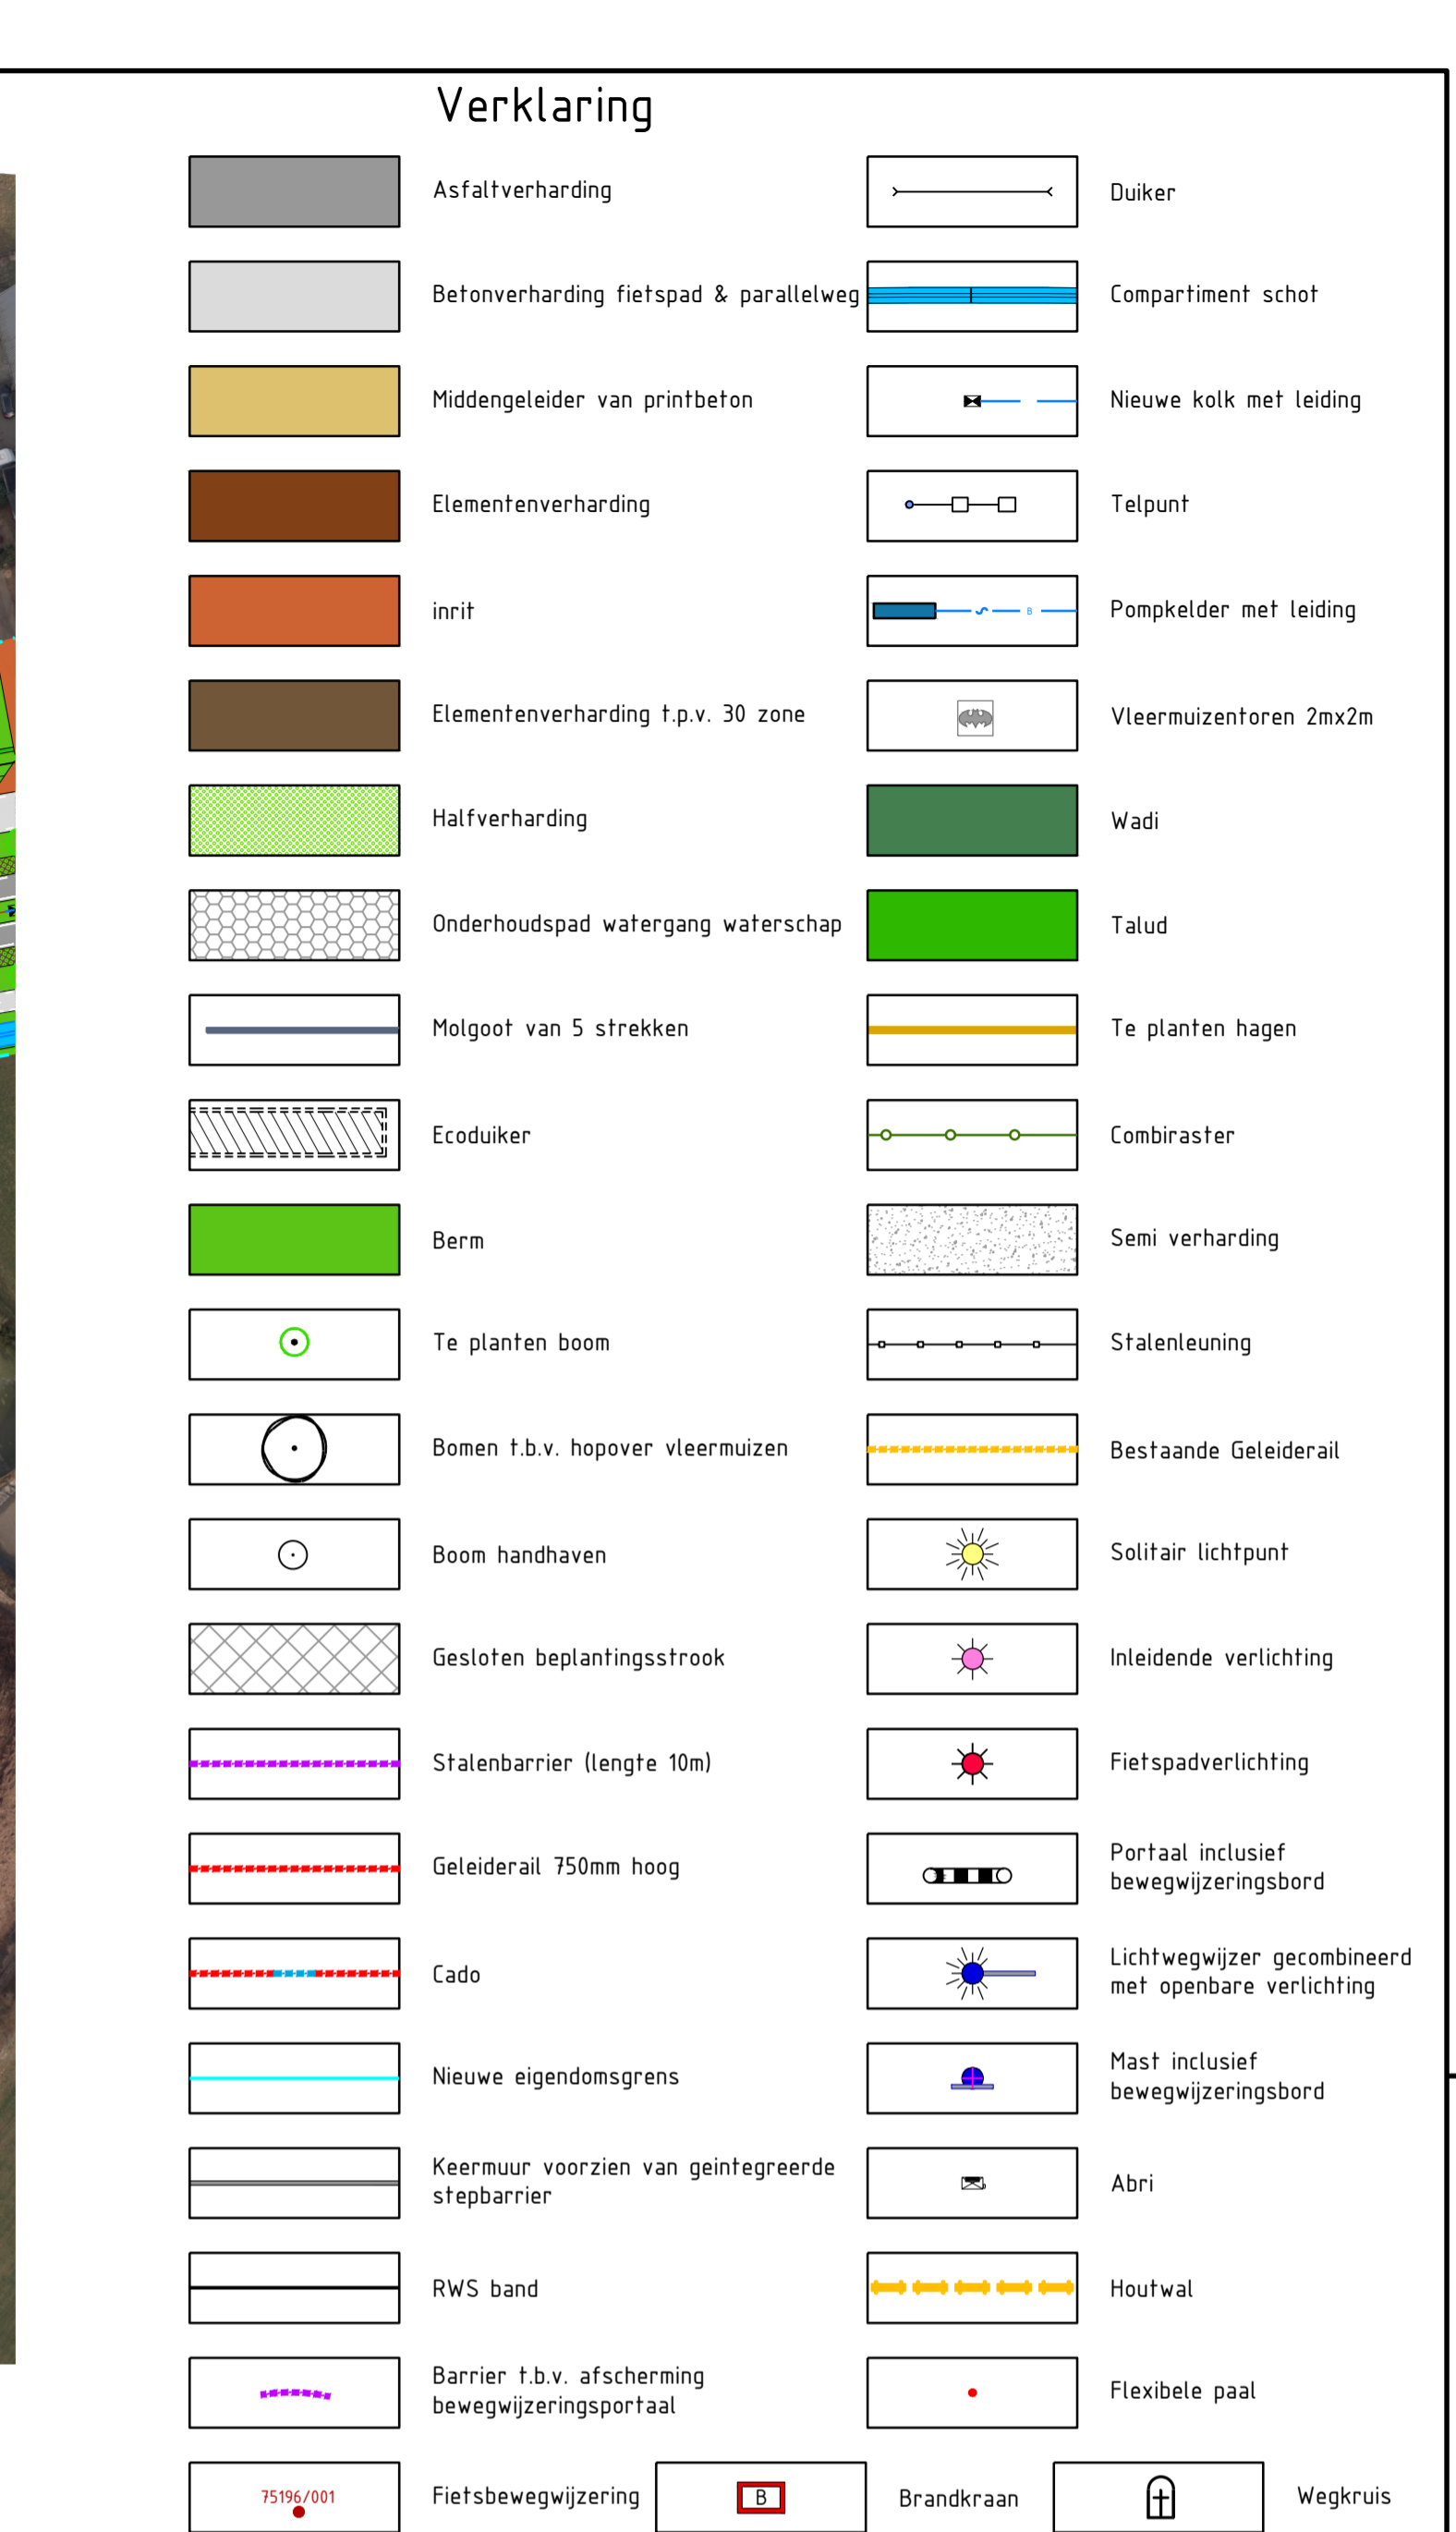 Verklaring
Asfaltverharding
Betonverharding fietspad & parallelweg
Middengeleider van printbeton
Elementenverharding
inrit
Elementenverharding t.p.v. 30 zone
Halfverharding
Onderhoudspad watergang waterschap
Molgoot van 5 strekken
Ecoduiker
Berm
Te planten boom
Bomen t.b.v. hopover vleermuizen
Boom handhaven
Gesloten beplantingsstrook
Stalenbarrier (lengte 10m)
Geleiderail 750mm hoog
Cado
Nieuwe eigendomsgrens
Keermuur voorzien van geintegreerde
stepbarrier
RWS band
Barrier t.b.v. afscherming
bewegwijzeringsportaal
75196/001
Fietsbewegwijzering
Duiker
Compartiment schot
Nieuwe kolk met leiding
Telpunt
B
Pompkelder met leiding
Vleermuizentoren 2mx2m
Wadi
Talud
Te planten hagen
Combiraster
Semi verharding
Stalenleuning
Bestaande Geleiderail
Solitair lichtpunt
Inleidende verlichting
Fietspadverlichting
Portaal inclusief
bewegwijzeringsbord
Lichtwegwijzer gecombineerd
met openbare verlichting
Mast inclusief
bewegwijzeringsbord
Abri
Houtwal
Flexibele paal
B
Brandkraan
Wegkruis